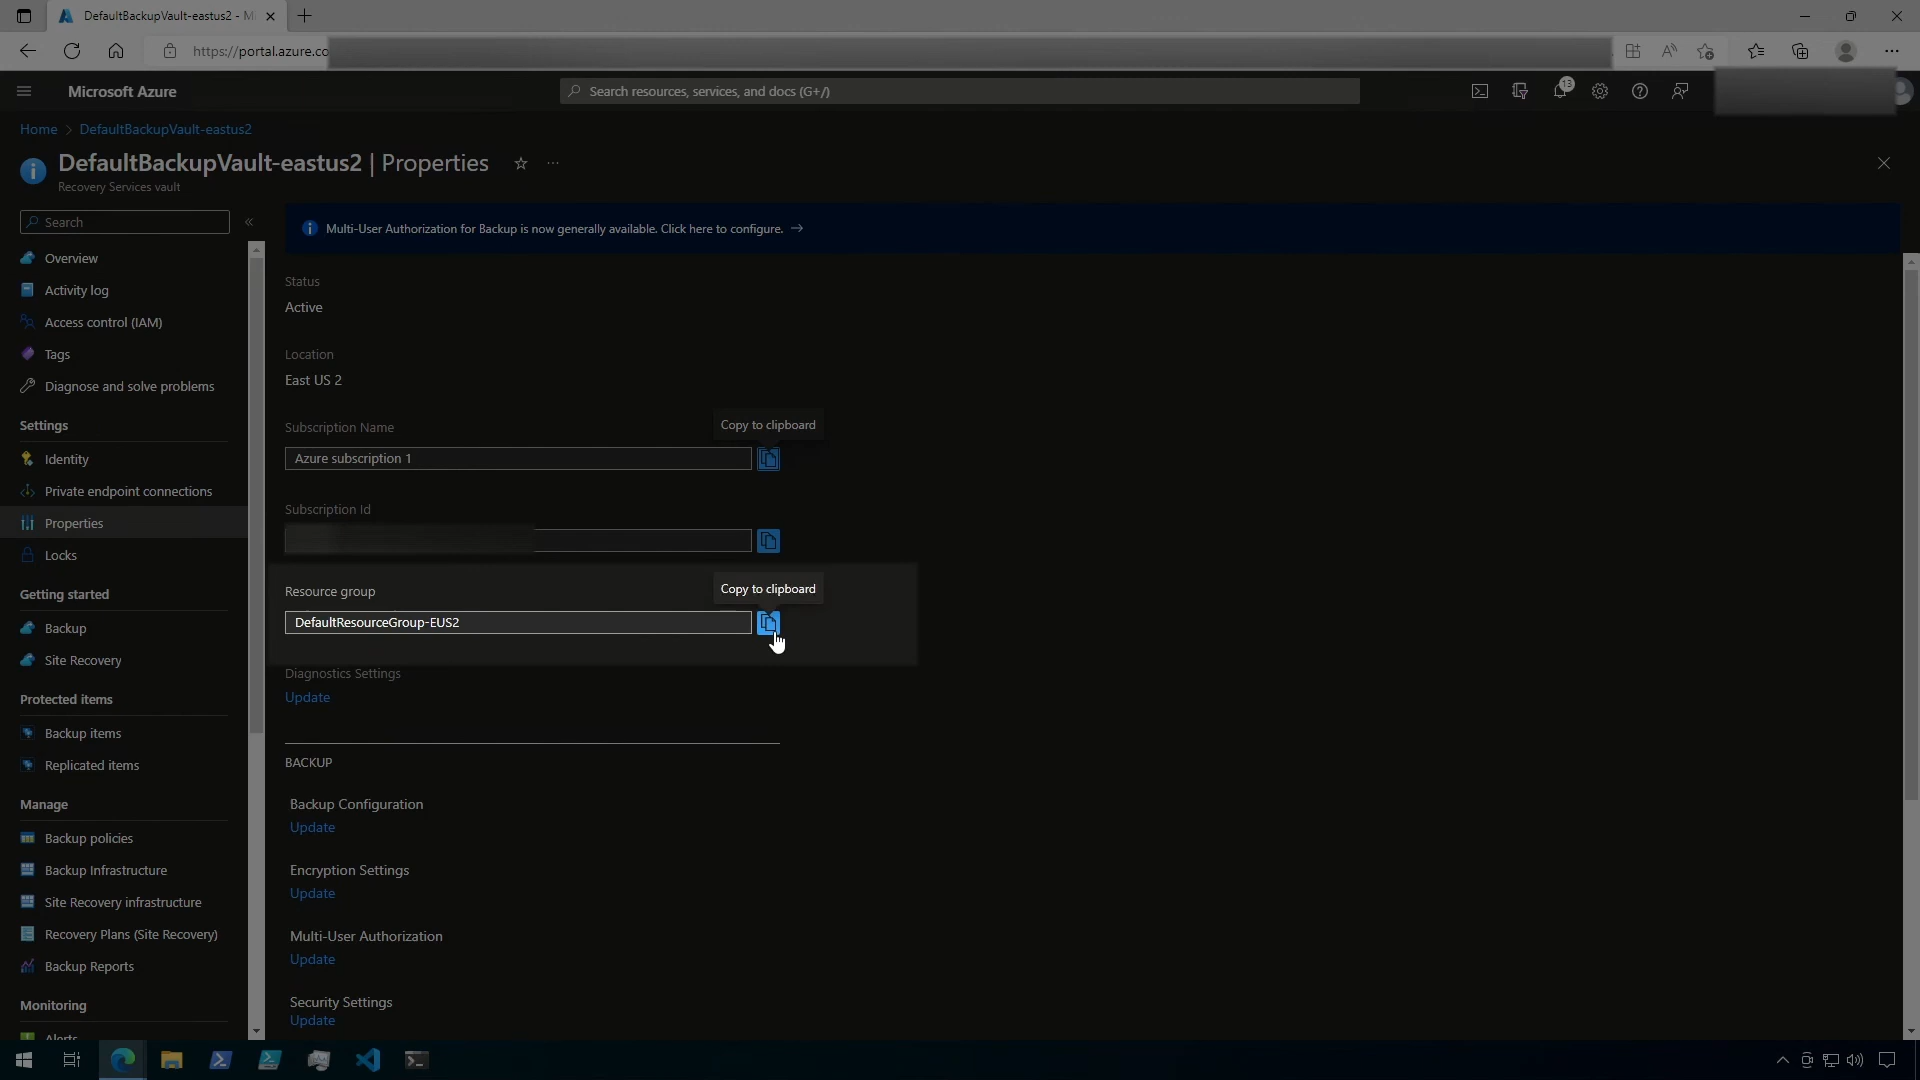 DefaultBackupVault-eastus2 - M
https://portal.azure.co
Microsoft Azure
Search resources, services, and docs (G+/)
13
Home > DefaultBackupVault-eastus2
DefaultBackupVault-eastus2 | Properties
Recovery Services vault
Search
Overview
Activity log
Access control (IAM)
Tags
Diagnose and solve problems
Settings
Identity
Private endpoint connections
Properties
Locks
Getting started
Backup
Site Recovery
Protected items
Backup items
Replicated items
Manage
Backup policies
Backup Infrastructure
Site Recovery infrastructure
Recovery Plans (Site Recovery)
Backup Reports
Monitoring
Alerts
Multi-User Authorization for Backup is now generally available. Click here to configure. →
Status
Active
Location
East US 2
Subscription Name
Copy to clipboard
Azure subscription 1
Subscription Id
Resource group
Copy to clipboard
DefaultResourceGroup-EUS2
Diagnostics Settings
Update
BACKUP
Backup Configuration
Update
Encryption Settings
Update
Multi-User Authorization
Update
Security Settings
Update